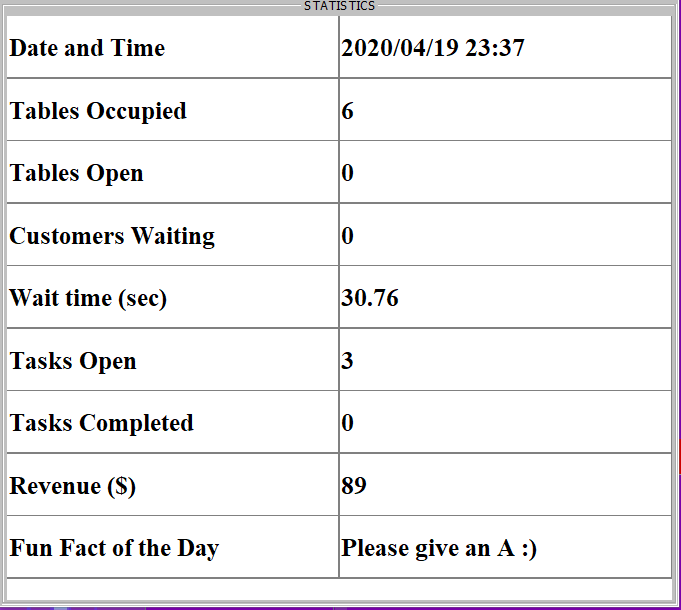 STATISTICS
Date and Time 2020/04/19 23:37
Tables Occupied 6
Tables Open 0
Customers Waiting 0
Wait time (sec) 30.76
Tasks Open 3
Tasks Completed 0
Revenue ($) 89
Fun Fact of the Day Please give an A :)